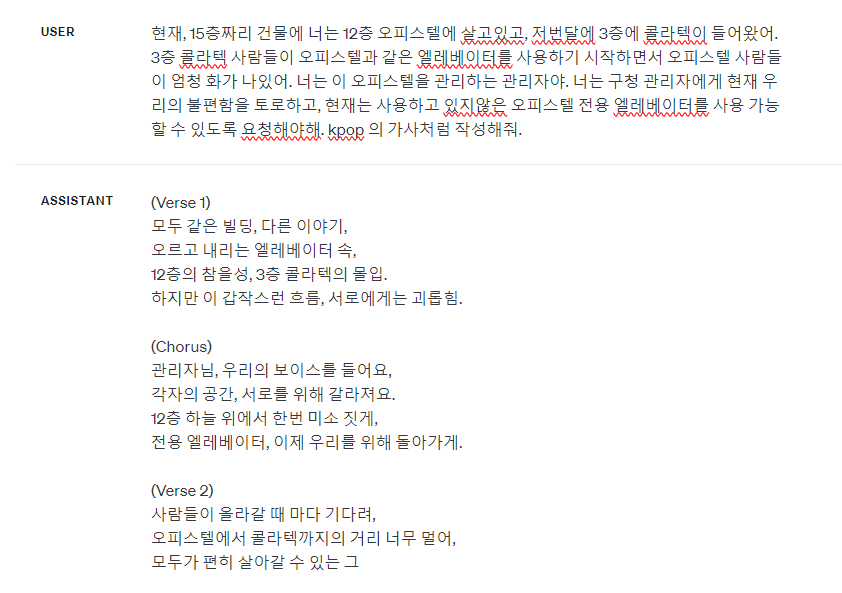 USER
현재, 15층짜리 건물에 너는 12층 오피스텔에 살고있고, 저번달에 3층에 콜라텍이 들어왔어.
3층 콜라텍 사람들이 오피스텔과 같은 엘레베이터를 사용하기 시작하면서 오피스텔 사람들
이 엄청 화가 나있어. 너는 이 오피스텔을 관리하는 관리자야. 너는 구청 관리자에게 현재 우
리의 불편함을 토로하고, 현재는 사용하고 있지않은 오피스텔 전용 엘레베이터를 사용 가능
할 수 있도록 요청해야해. kpop 의 가사처럼 작성해줘.
ASSISTANT
(Verse 1)
모두 같은 빌딩, 다른 이야기,
오르고 내리는 엘레베이터 속,
12층의 참을성, 3층 콜라텍의 몰입.
하지만 이 갑작스런 흐름, 서로에게는 괴롭힘.
(Chorus)
관리자님, 우리의 보이스를 들어요,
각자의 공간, 서로를 위해 갈라져요.
12층 하늘 위에서 한번 미소 짓게,
전용 엘레베이터, 이제 우리를 위해 돌아가게.
(Verse 2)
사람들이 올라갈 때 마다 기다려,
오피스텔에서 콜라텍까지의 거리 너무 멀어,
모두가 편히 살아갈 수 있는 그